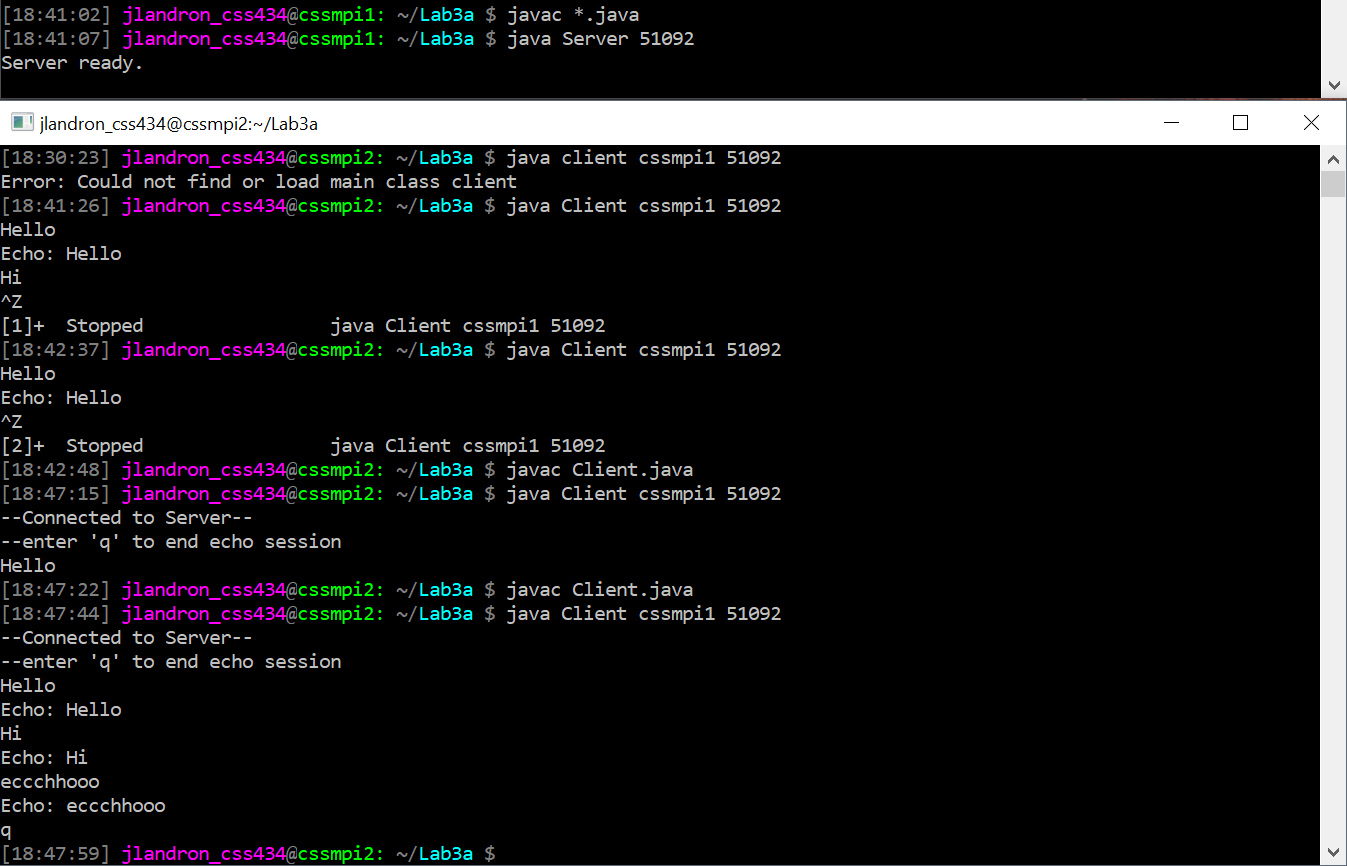 [18:41:02] jlandron_css434@cssmpi1: ~/Lab3a $ javac *.java
[18:41:07] jlandron_css434@cssmpi1: ~/Lab3a $ java Server 51092
Server ready.
jlandron_css434@cssmpi2:~/Lab3a
[18:30:23] jlandron_css434@cssmpi2: ~/Lab3a $ java client cssmpi1 51092
Error: Could not find or load main class client
[18:41:26] jlandron_css434@cssmpi2: ~/Lab3a $ java Client cssmpi1 51092
Hello
Echo: Hello
Hi
^Z
[1]+  Stopped                 java Client cssmpi1 51092
[18:42:37] jlandron_css434@cssmpi2: ~/Lab3a $ java Client cssmpi1 51092
Hello
Echo: Hello
^Z
[2]+  Stopped                 java Client cssmpi1 51092
[18:42:48] jlandron_css434@cssmpi2: ~/Lab3a $ javac Client.java
[18:47:15] jlandron_css434@cssmpi2: ~/Lab3a $ java Client cssmpi1 51092
--Connected to Server--
--enter 'q' to end echo session
Hello
[18:47:22] jlandron_css434@cssmpi2: ~/Lab3a $ javac Client.java
[18:47:44] jlandron_css434@cssmpi2: ~/Lab3a $ java Client cssmpi1 51092
--Connected to Server--
--enter 'q' to end echo session
Hello
Echo: Hello
Hi
Echo: Hi
eccchhooo
Echo: eccchhooo
q
[18:47:59] jlandron_css434@cssmpi2: ~/Lab3a $